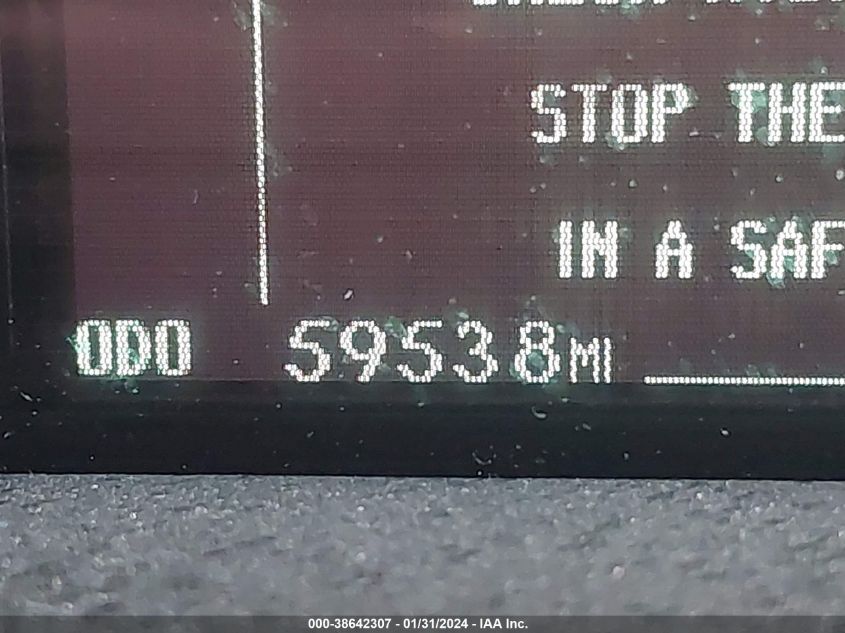 STOP THE
IN A SAF
ODO 59538MI
000-38642307 - 01/31/2024 - IAA Inc.